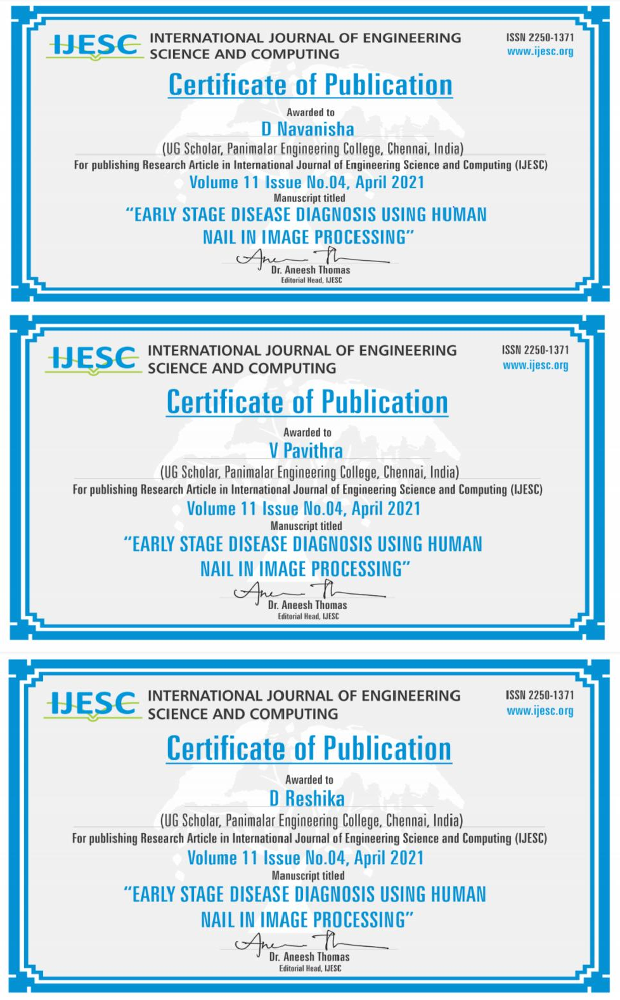 IJESC
INTERNATIONAL JOURNAL OF ENGINEERING
SCIENCE AND COMPUTING
ISSN 2250-1371
www.ijesc.org
Certificate of Publication
Awarded to
D Navanisha
(UG Scholar, Panimalar Engineering College, Chennai, India)
For publishing Research Article in International Journal of Engineering Science and Computing (IJESC)
Volume 11 Issue No.04, April 2021
Manuscript titled
“EARLY STAGE DISEASE DIAGNOSIS USING HUMAN
NAIL IN IMAGE PROCESSING”
Dr. Aneesh Thomas
Editorial Head, IJESC
IJESC
INTERNATIONAL JOURNAL OF ENGINEERING
SCIENCE AND COMPUTING
ISSN 2250-1371
www.ijesc.org
Certificate of Publication
Awarded to
V Pavithra
(UG Scholar, Panimalar Engineering College, Chennai, India)
For publishing Research Article in International Journal of Engineering Science and Computing (IJESC)
Volume 11 Issue No.04, April 2021
Manuscript titled
“EARLY STAGE DISEASE DIAGNOSIS USING HUMAN
NAIL IN IMAGE PROCESSING”
Dr. Aneesh Thomas
Editorial Head, IJESC
IJESC
INTERNATIONAL JOURNAL OF ENGINEERING
SCIENCE AND COMPUTING
ISSN 2250-1371
www.ijesc.org
Certificate of Publication
Awarded to
D Reshika
(UG Scholar, Panimalar Engineering College, Chennai, India)
For publishing Research Article in International Journal of Engineering Science and Computing (IJESC)
Volume 11 Issue No.04, April 2021
Manuscript titled
“EARLY STAGE DISEASE DIAGNOSIS USING HUMAN
NAIL IN IMAGE PROCESSING”
Dr. Aneesh Thomas
Editorial Head, IJESC